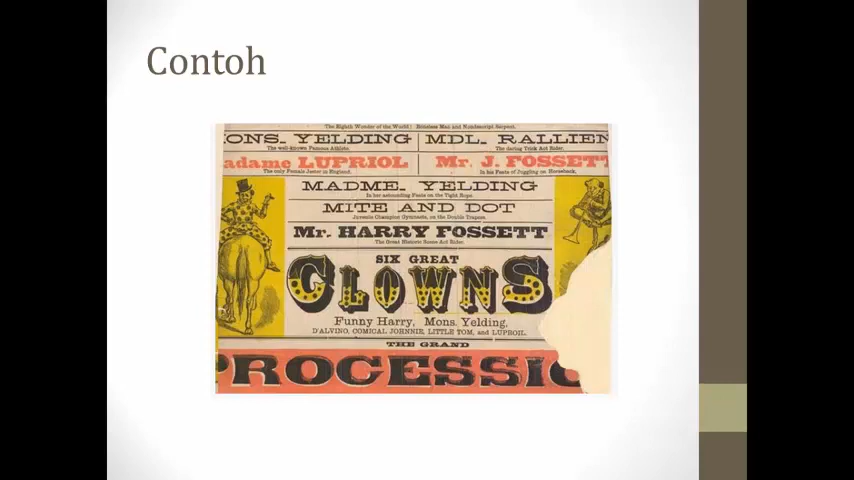 Contoh
The Eighth Wonder of the World! Boneless Man and Nondescript Serpent.
ONS. YELDING MDL. RALLIEN
The well-known Famous Athlete. The daring Trick Act Rider.
adame LUPRIOL Mr. J. FOSSETT
The only Female Jester in England. In his Feats of Juggling on Horseback.
MADME. YELDING
In her astounding Feats on the Tight Rope.
MITE AND DOT
Juvenile Champion Gymnasts, on the Double Trapeze.
Mr. HARRY FOSSETT
The Great Historic Scene Act Rider.
SIX GREAT
CLOWNS
Funny Harry, Mons. Yelding,
D'ALVINO, COMICAL JOHNNIE, LITTLE TOM, and LUPROIL.
THE GRAND
PROCESSIO